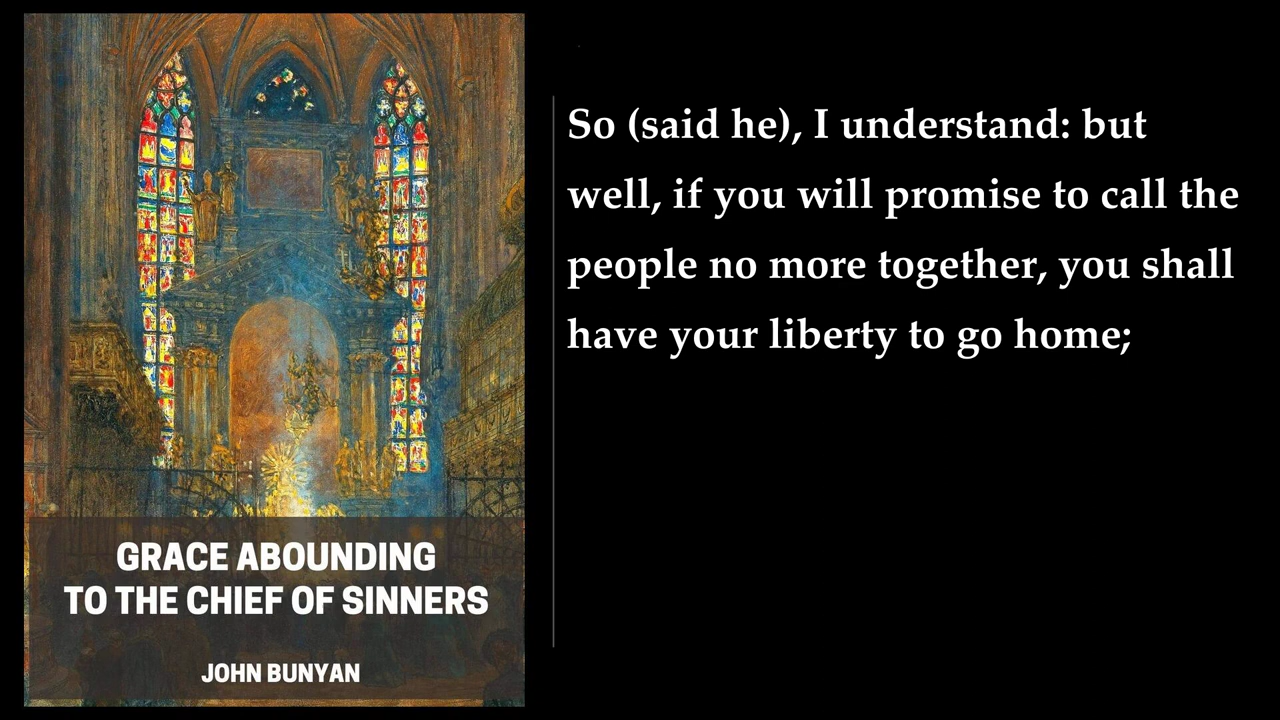 GRACE ABOUNDING
TO THE CHIEF OF SINNERS
JOHN BUNYAN
So (said he), I understand: but
well, if you will promise to call the
people no more together, you shall
have your liberty to go home;